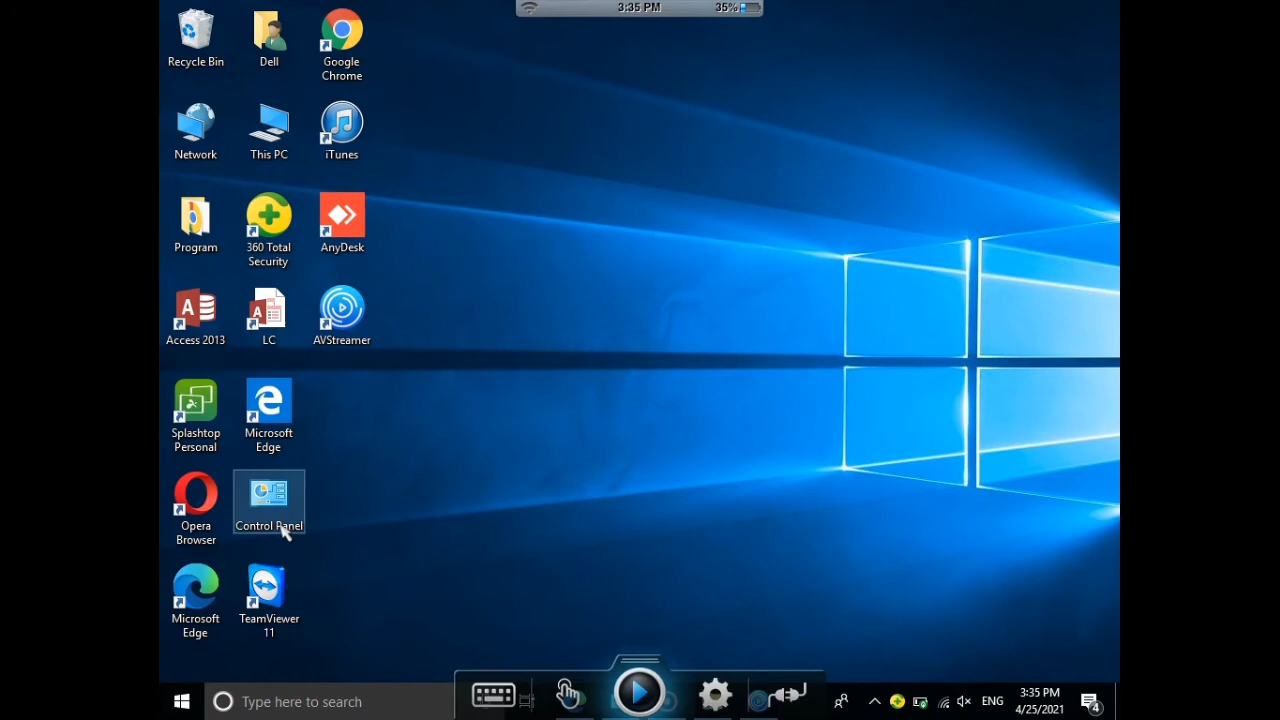 3:35 PM 35%
Recycle Bin
Dell
Google
Chrome
Network
This PC
iTunes
Program
360 Total
Security
AnyDesk
Access 2013
LC
AVStreamer
Splashtop
Personal
Microsoft
Edge
Opera
Browser
Control Panel
Microsoft
Edge
TeamViewer
11
Type here to search
ENG
3:35 PM
4/25/2021
4